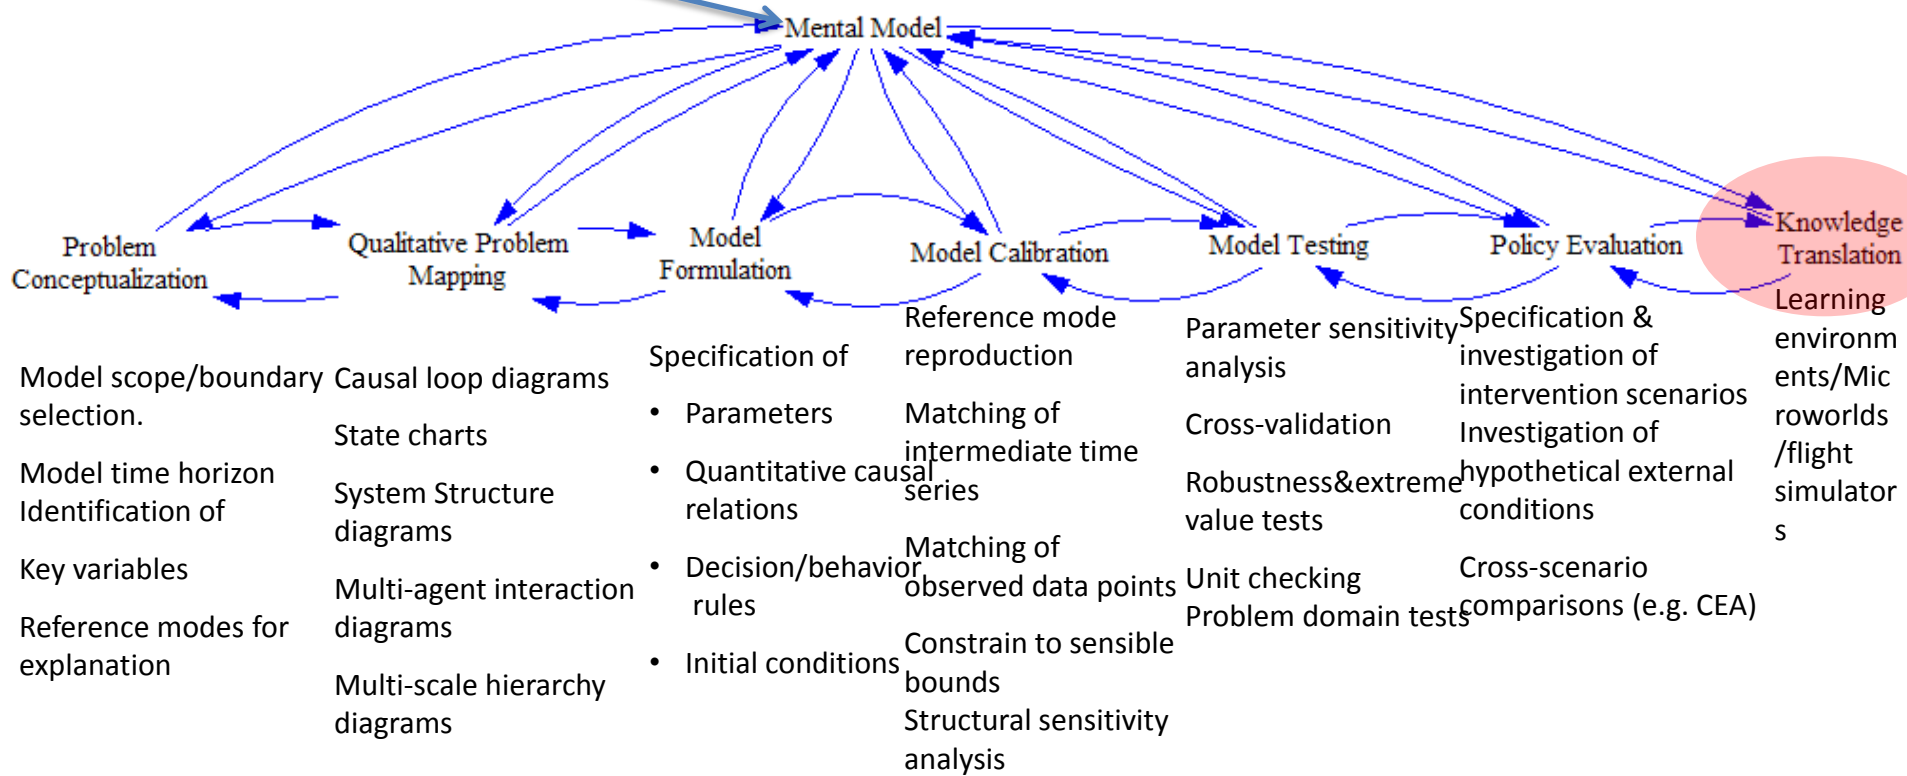 Mental Model
Problem
Conceptualization
Qualitative Problem
Mapping
Model
Formulation
Model Calibration
Model Testing
Policy Evaluation
Knowledge
Translation
Model scope/boundary
selection.
Model time horizon
Identification of
Key variables
Reference modes for
explanation
Causal loop diagrams
State charts
System Structure
diagrams
Multi-agent interaction
diagrams
Multi-scale hierarchy
diagrams
Specification of
• Parameters
• Quantitative causal
relations
• Decision/behavior
rules
• Initial conditions
Reference mode
reproduction
Matching of
intermediate time
series
Matching of
observed data points
Constrain to sensible
bounds
Structural sensitivity
analysis
Parameter sensitivity
analysis
Cross-validation
Robustness&extreme
value tests
Unit checking
Problem domain tests
Specification &
investigation of
intervention scenarios
Investigation of
hypothetical external
conditions
Cross-scenario
comparisons (e.g. CEA)
Learning
environm
ents/Mic
roworlds
/flight
simulator
s